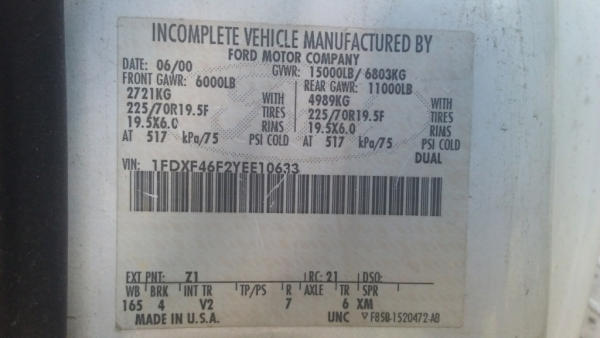 INCOMPLETE VEHICLE MANUFACTURED BY
FORD MOTOR COMPANY
DATE: 06/00 GVWR: 15000LB/ 6803KG
FRONT GAWR: 6000LB REAR GAWR: 11000LB
2721KG WITH 4989KG WITH
225/70R19.5F TIRES 225/70R19.5F TIRES
19.5X6.0 RIMS 19.5X6.0 RIMS
AT 517 kPa/75 PSI COLD AT 517 kPa/75 PSI COLD
DUAL
VIN: 1FDXF46F2YEE10633
EXT PNT: Z1 RC: 21 DSO:
WB BRK INT TR TP/PS R AXLE TR SPR
165 4 V2 7 6 XM
MADE IN U.S.A. UNC F85B-1520472-AB